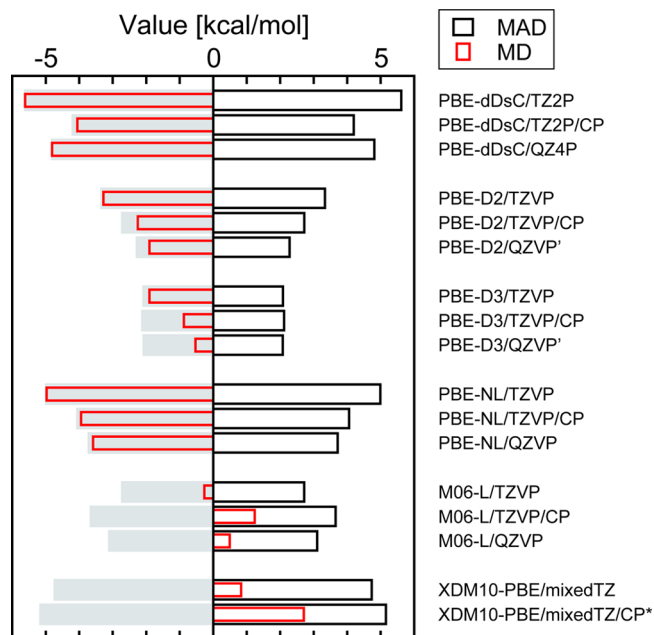 Value [kcal/mol]
-5 0 5
MAD
MD
PBE-dDsC/TZ2P
PBE-dDsC/TZ2P/CP
PBE-dDsC/QZ4P
PBE-D2/TZVP
PBE-D2/TZVP/CP
PBE-D2/QZVP’
PBE-D3/TZVP
PBE-D3/TZVP/CP
PBE-D3/QZVP’
PBE-NL/TZVP
PBE-NL/TZVP/CP
PBE-NL/QZVP
M06-L/TZVP
M06-L/TZVP/CP
M06-L/QZVP
XDM10-PBE/mixedTZ
XDM10-PBE/mixedTZ/CP*